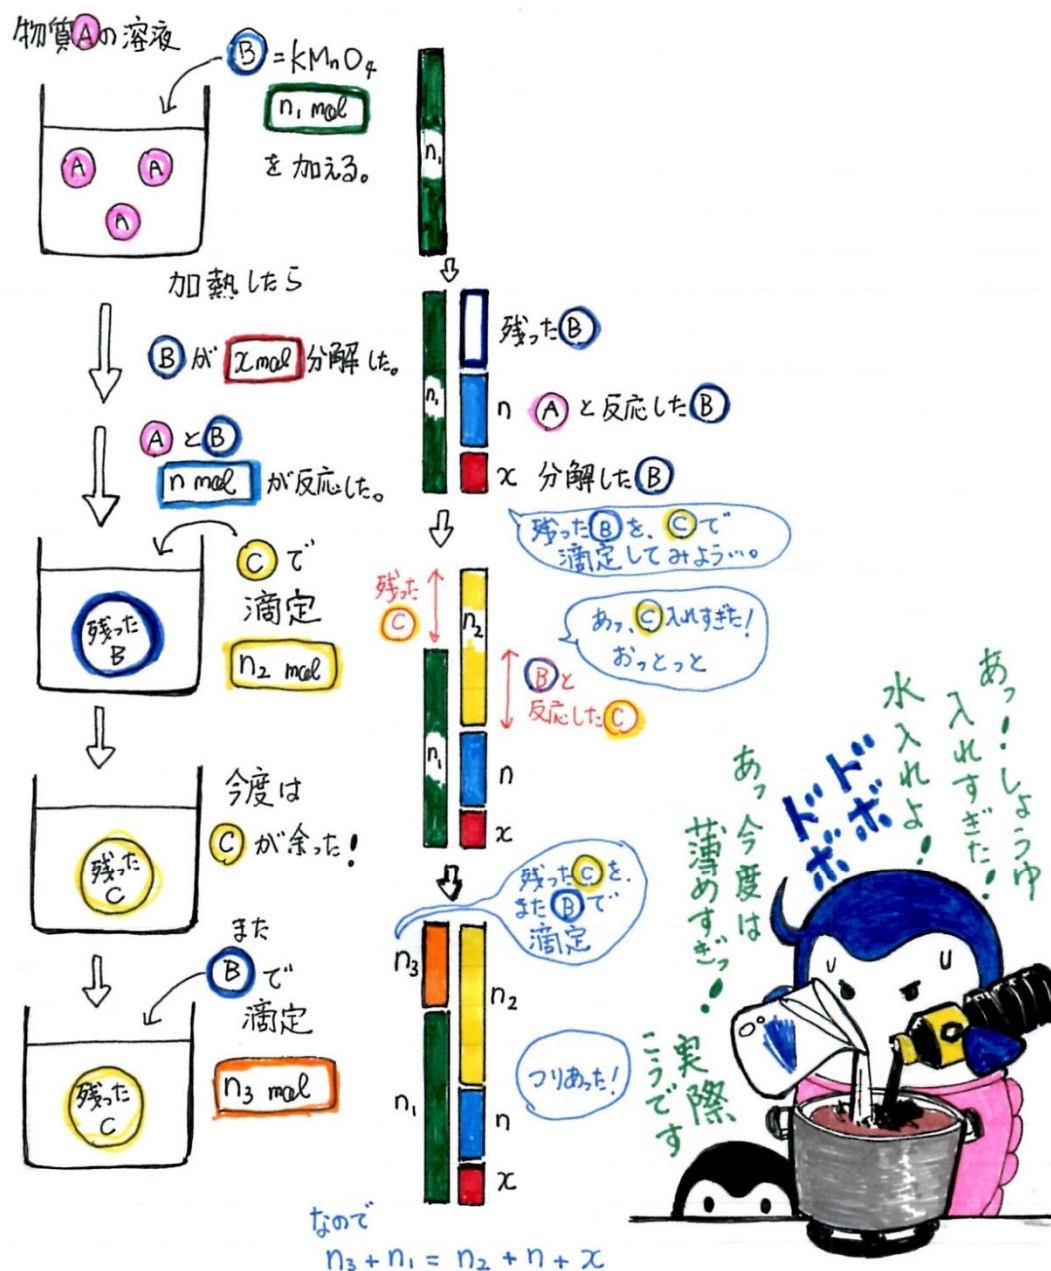 物質Aの溶液
B=KMnO4
n1 mol
を加える。
A
A
A
加熱したら
Bが x mol 分解した。
AとB
n mol が反応した。
Cで
滴定
n2 mol
残った
B
今度は
Cが余った!
残った
C
また
Bで
滴定
n3 mol
残った
C
n1
n1
残ったB
n Aと反応したB
x 分解したB
残ったBを、Cで
滴定してみよう…。
残った
C
n2
あっ、C入れすぎた!
おっとっと
Bと
反応したC
n1
n
x
残ったCを、
またBで
滴定
n3
n2
n1
n
x
つりあった!
なので
n3+n1=n2+n+x
あっ!しょうゆ
入れすぎた!
水入れよ!
ドボ
ドボ
あっ今度は
薄めすぎっ!
実際
こうです